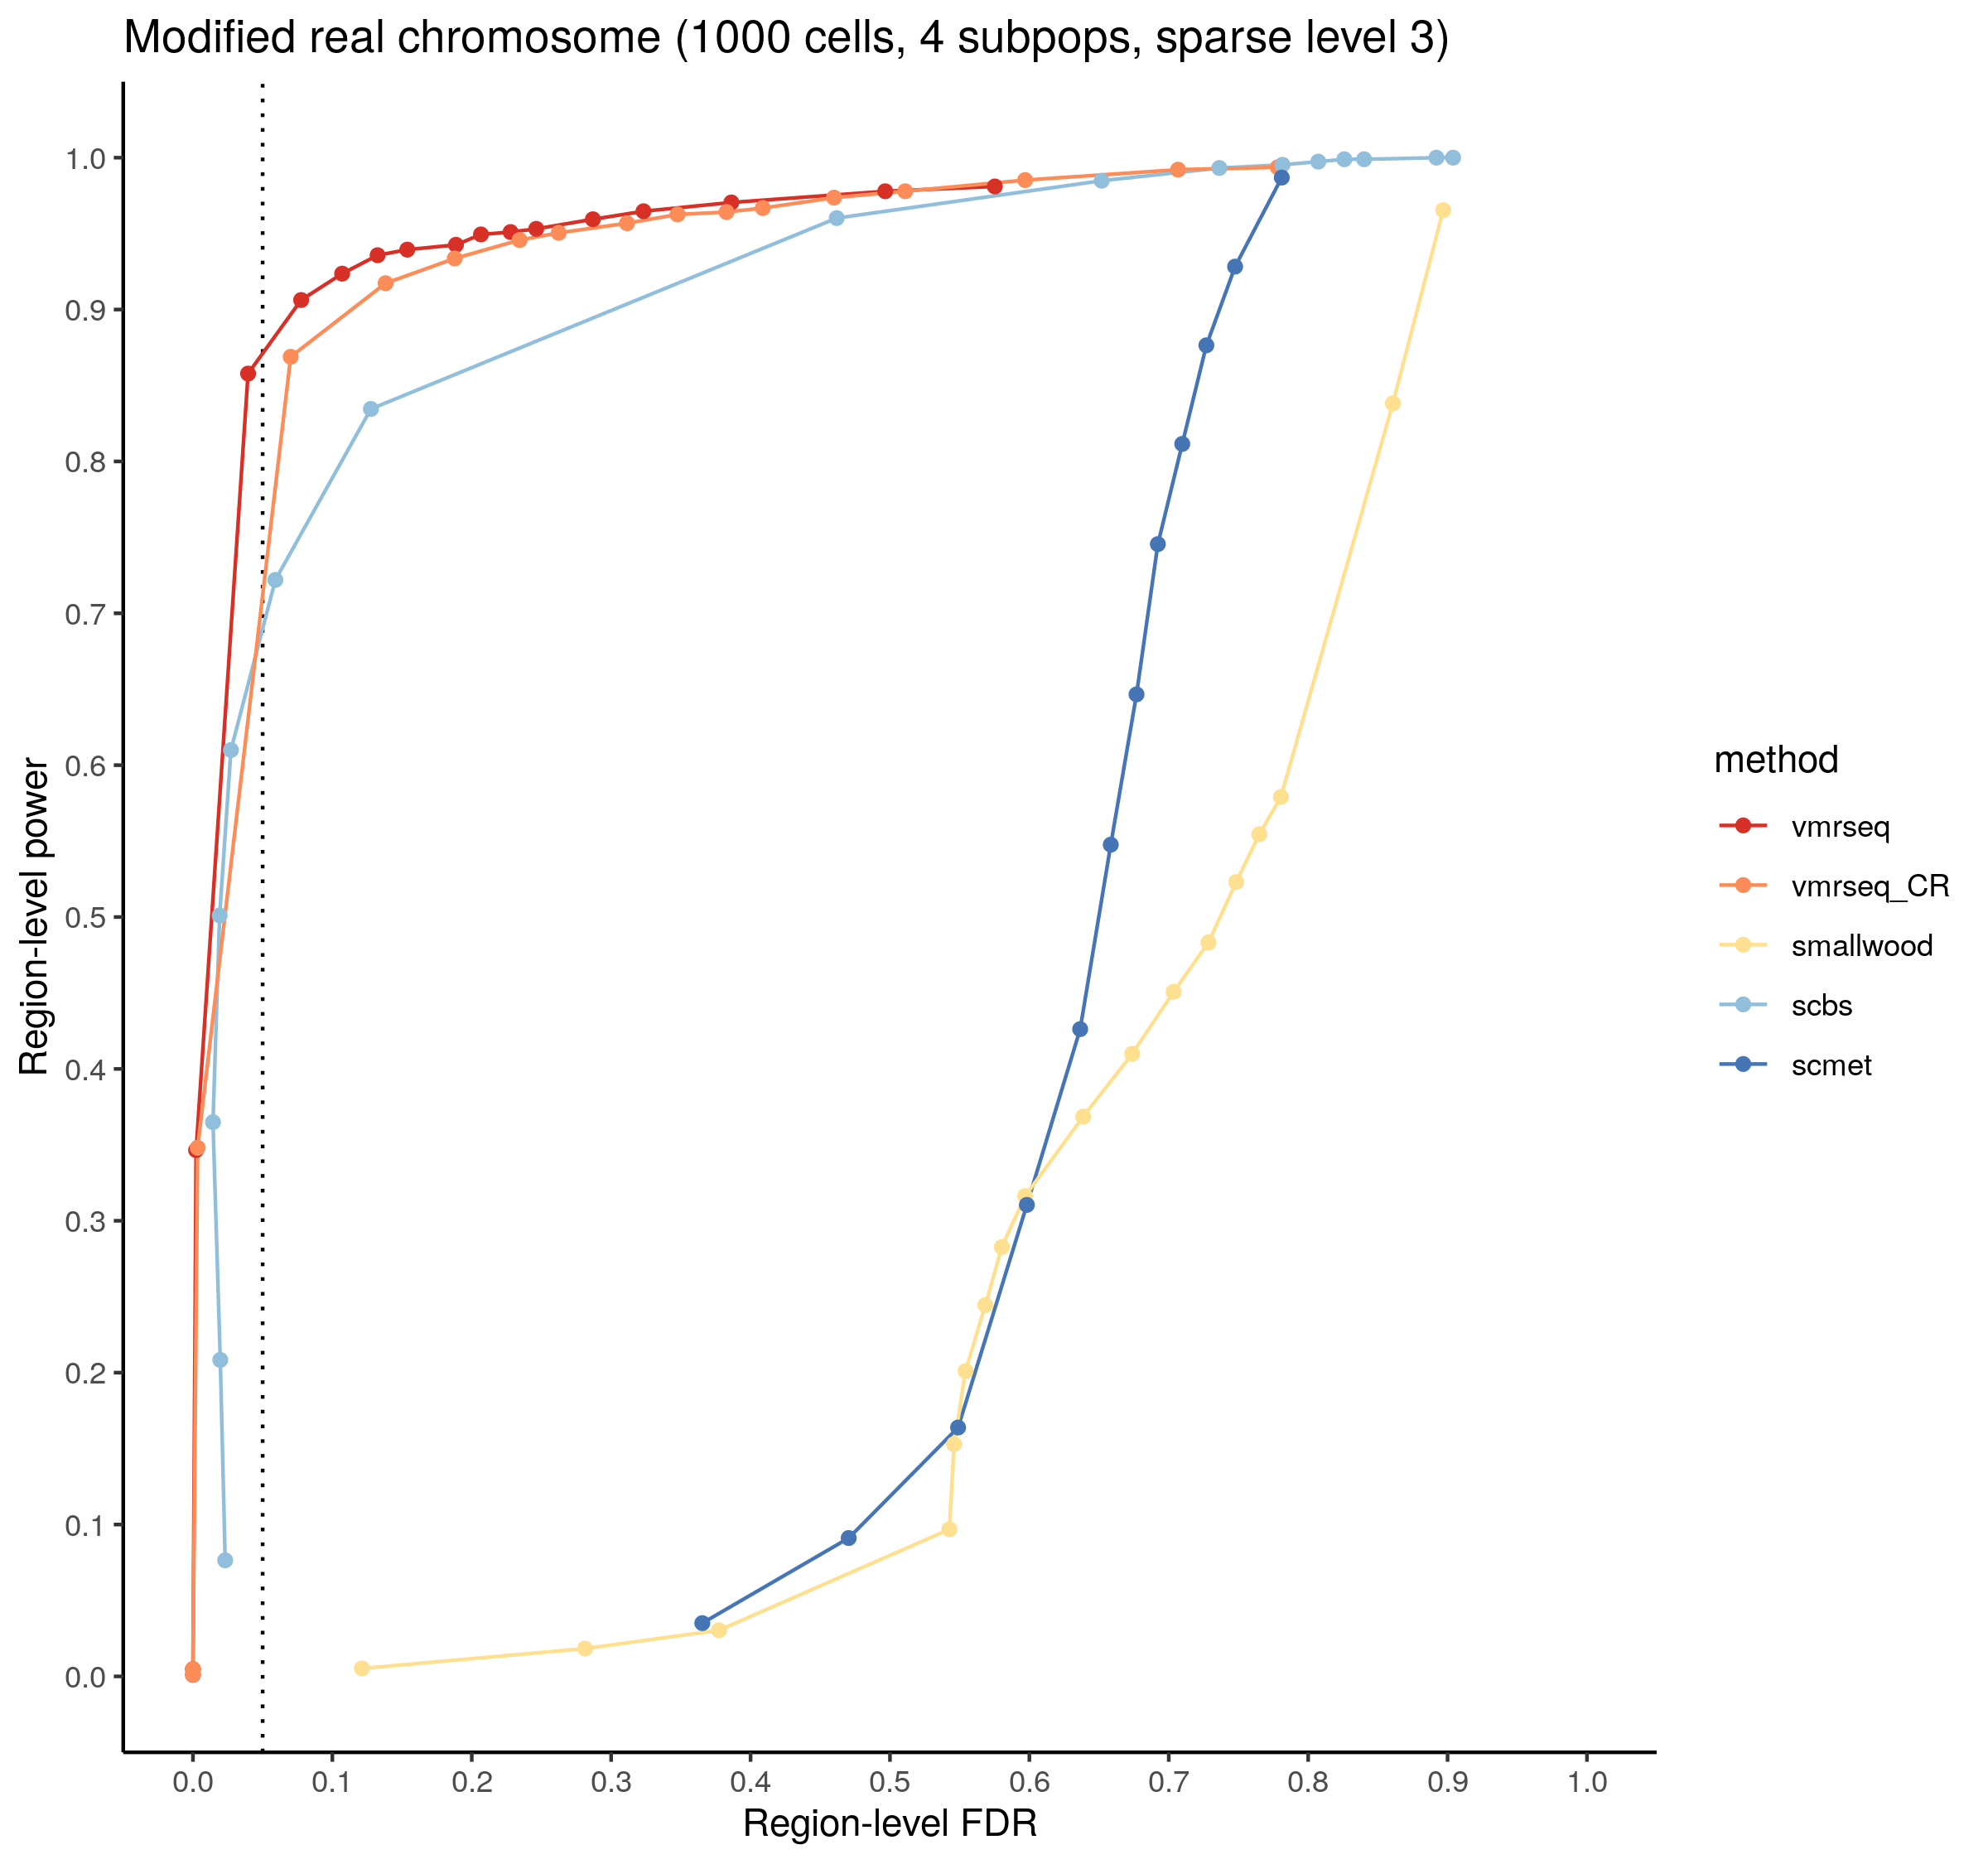 Modified real chromosome (1000 cells, 4 subpops, sparse level 3)
Region-level power
1.0
0.9
0.8
0.7
0.6
0.5
0.4
0.3
0.2
0.1
0.0
0.0 0.1 0.2 0.3 0.4 0.5 0.6 0.7 0.8 0.9 1.0
Region-level FDR
method
vmrseq
vmrseq_CR
smallwood
scbs
scmet